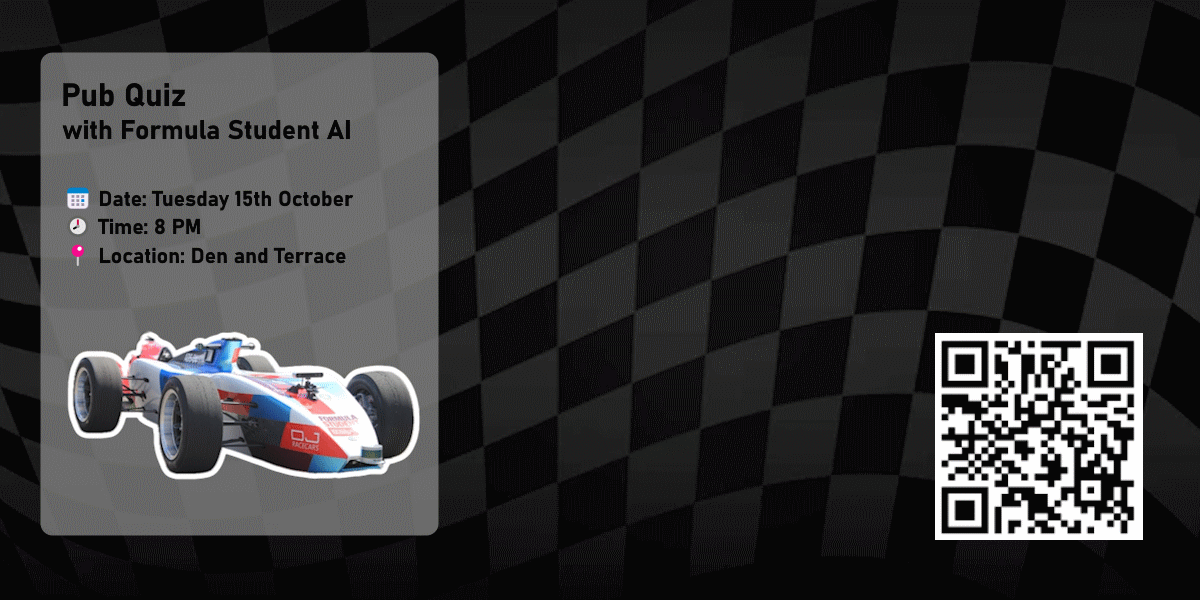 Pub Quiz
with Formula Student AI
Date: Tuesday 15th October
Time: 8 PM
Location: Den and Terrace
FORMULA
STUDENT
DJ
RACECARS